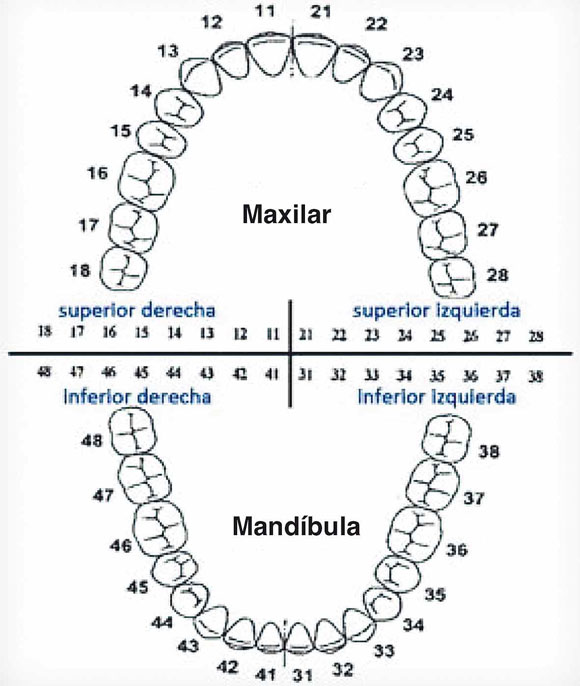 11 21
12 22
13 23
14 24
15 25
16 26
17 27
18 28
Maxilar
superior derecha superior izquierda
18 17 16 15 14 13 12 11 21 22 23 24 25 26 27 28
48 47 46 45 44 43 42 41 31 32 33 34 35 36 37 38
inferior derecha inferior izquierda
48 38
47 37
Mandíbula
46 36
45 35
44 34
43 33
42 41 31 32